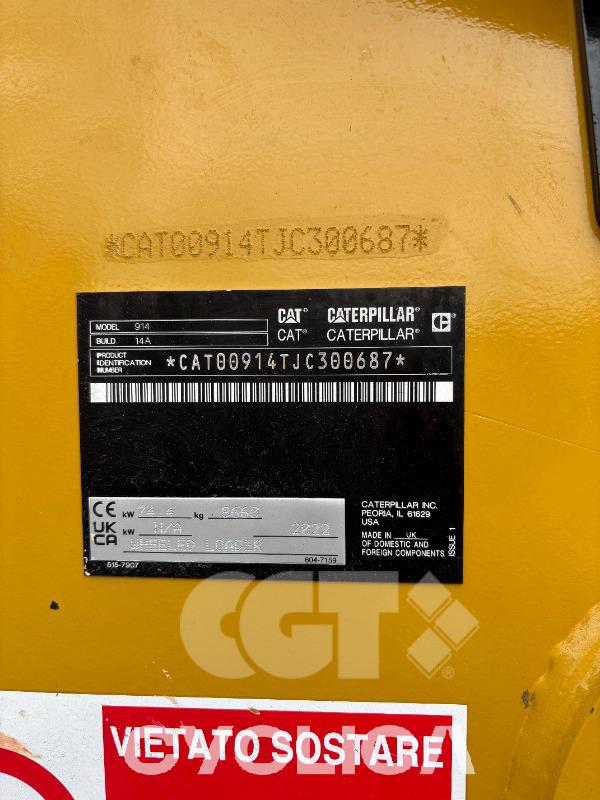 *CAT00914TJC300687*
MODEL 914
BUILD 14A
CAT® CATERPILLAR®
CAT® CATERPILLAR®
PRODUCT IDENTIFICATION NUMBER *CAT00914TJC300687*
CE kW 74.4 kg 8660
UKCA kW N/A 2022
WHEELED LOADER
515-7907 604-7159
CATERPILLAR INC.
PEORIA, IL 61629
USA
MADE IN UK
OF DOMESTIC AND
FOREIGN COMPONENTS
ISSUE 1
CGT
CYCLICA
VIETATO SOSTARE